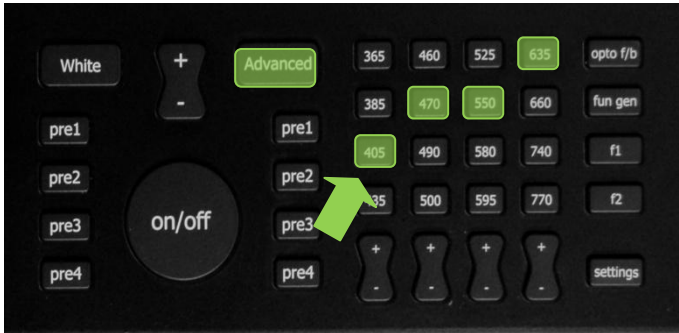 White + Advanced 365 460 525 635 opto f/b
- 385 470 550 660 fun gen
pre1 pre1 405 490 580 740 f1
pre2 pre2 35 500 595 770 f2
on/off
pre3 pre3 + + + +
pre4 pre4 - - - - settings